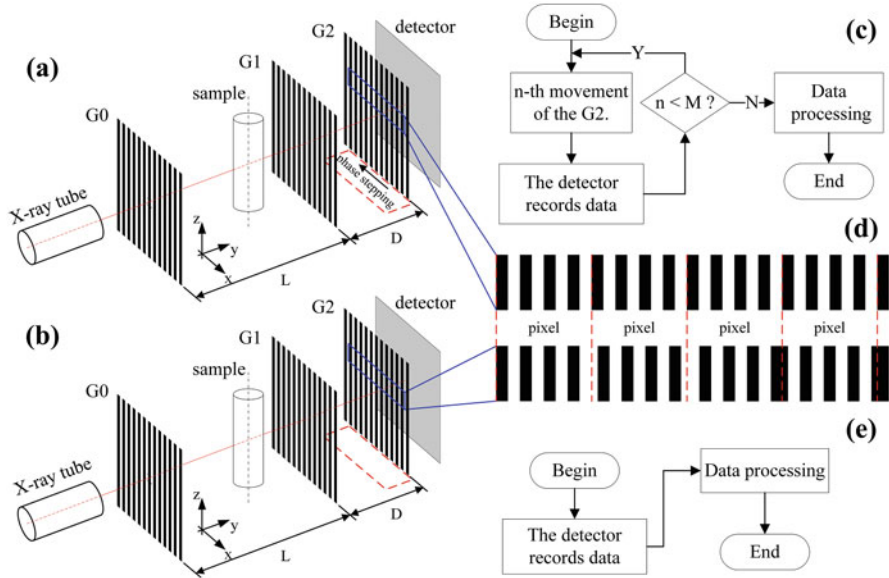 (a)
G0
X-ray tube
sample
G1
G2
detector
phase stepping
z
y
x
L
D
(b)
G0
X-ray tube
sample
G1
G2
detector
z
y
x
L
D
(c)
Begin
Y
n-th movement
of the G2.
n < M ?
N
Data
processing
The detector
records data
End
(d)
pixel
pixel
pixel
pixel
(e)
Begin
Data processing
The detector
records data
End